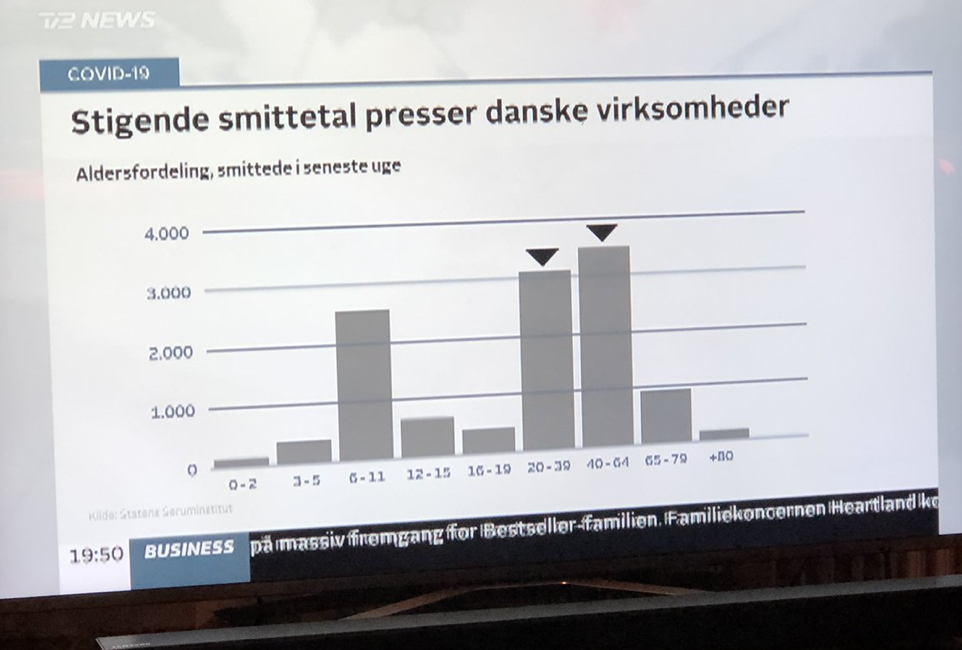 TV2 NEWS
COVID-19
Stigende smittetal presser danske virksomheder
Aldersfordeling, smittede i seneste uge
4.000
3.000
2.000
1.000
0
0-2 3-5 6-11 12-15 16-19 20-39 40-64 65-79 +80
Kilde: Statens Seruminstitut
19:50 BUSINESS på massiv fremgang for Bestseller-familien. Familiekoncernen Heartland ko
SAMSUNG